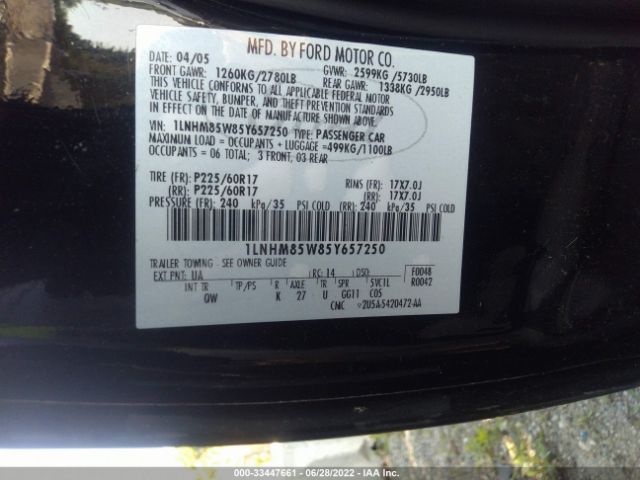 MFD. BY FORD MOTOR CO.
04/05 GVWR: 2599KG/5730LB
FRONT GAWR: 1260KG/2780LB REAR GAWR: 1338KG/2950LB
THIS VEHICLE CONFORMS TO ALL APPLICABLE FEDERAL MOTOR
VEHICLE SAFETY, BUMPER, AND THEFT PREVENTION STANDARDS
IN EFFECT ON THE DATE OF MANUFACTURE SHOWN ABOVE.
VIN: 1LNHM85W85Y657250 TYPE: PASSENGER CAR
MAXIMUM LOAD = OCCUPANTS + LUGGAGE =499KG/1100LB
OCCUPANTS = 06 TOTAL; 3 FRONT, 03 REAR
TIRE (FR): P225/60R17 RIMS (FR): 17X7.0J
(RR): P225/60R17 (RR): 17X7.0J
PRESSURE (FR): 240 kPa/35 PSI COLD (RR): 240 kPa/35 PSI COLD
1LNHM85W85Y657250
TRAILER TOWING - SEE OWNER GUIDE
EXT PNT: UA RC: 14 DSO: F0048
INT TR TP/PS R AXLE TR SPR SVC1L R0042
OW K 27 U GG11 C05
2U5A-5420472-AA
000-33447661 - 06/28/2022 - IAA Inc.